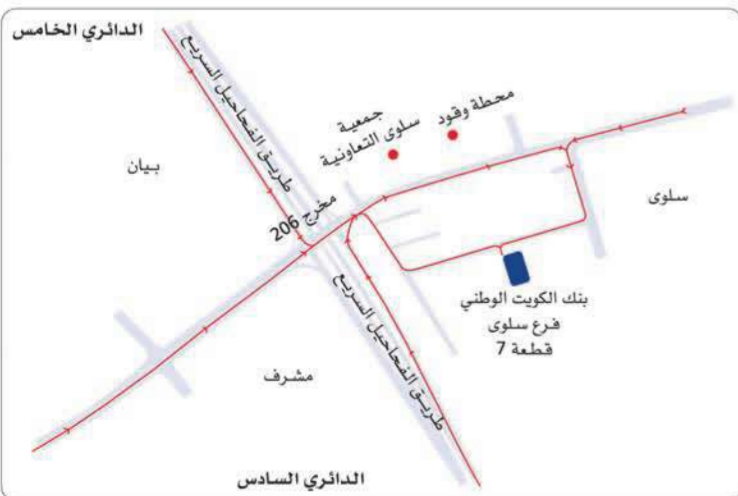 الدائري الخامس
طريق الفحاحيل السريع
جمعية
سلوى التعاونية
محطة وقود
بيان
سلوى
مخرج 206
بنك الكويت الوطني
فرع سلوى
قطعة 7
طريق الفحاحيل السريع
مشرف
الدائري السادس